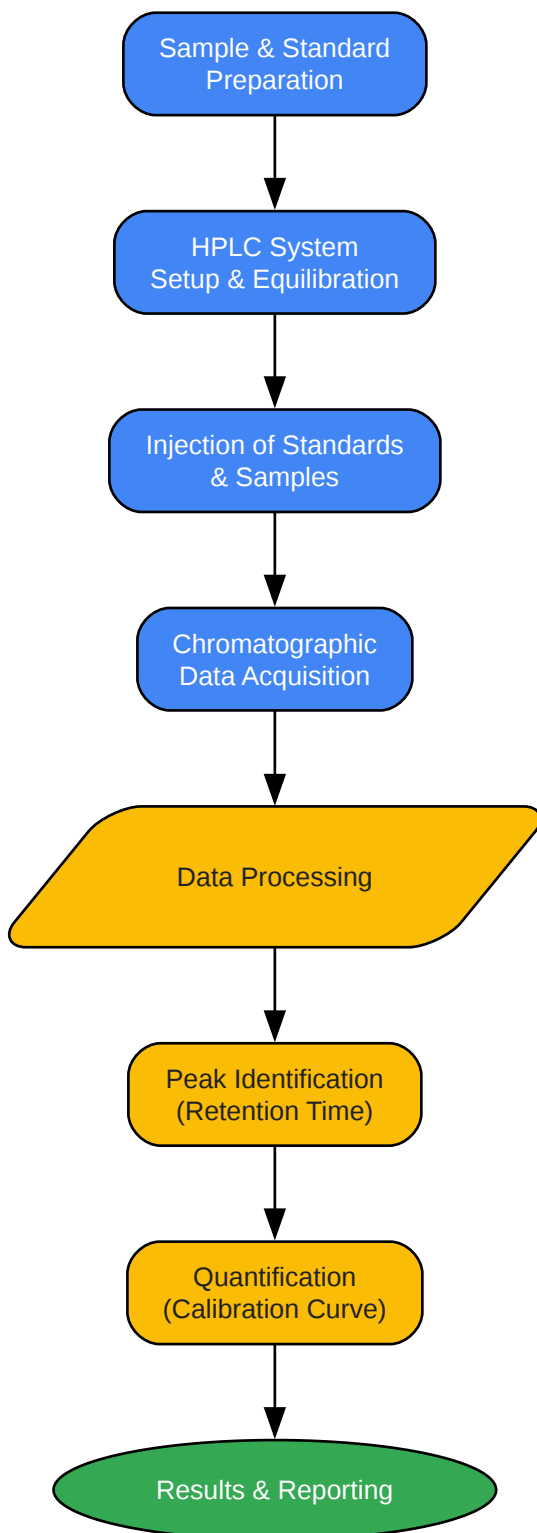 Sample & Standard
Preparation
HPLC System
Setup & Equilibration
Injection of Standards
& Samples
Chromatographic
Data Acquisition
Data Processing
Peak Identification
(Retention Time)
Quantification
(Calibration Curve)
Results & Reporting